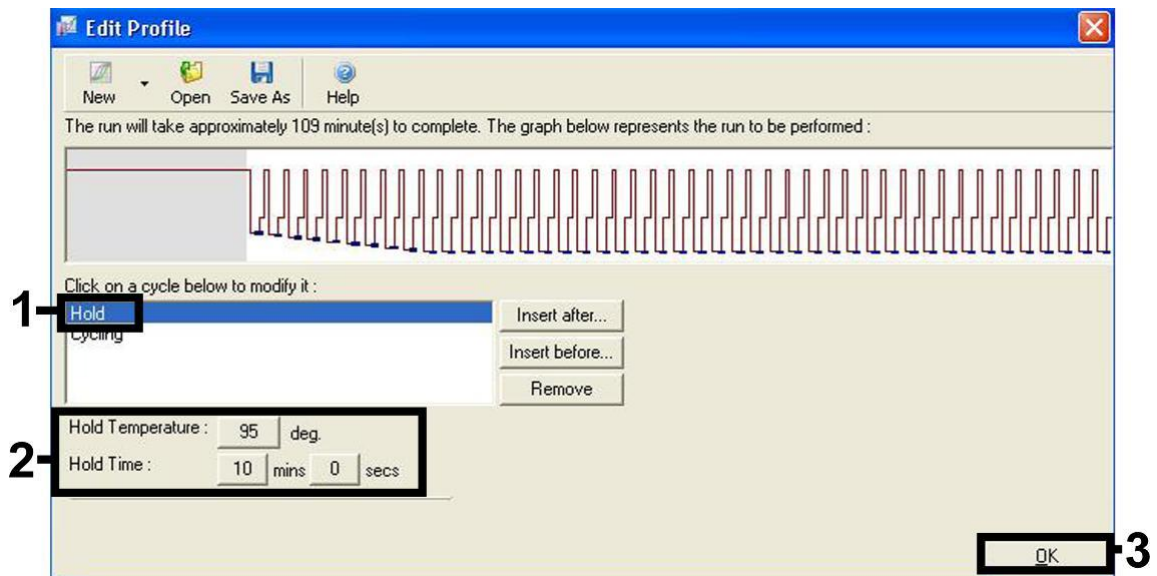 Edit Profile
New Open Save As Help
The run will take approximately 109 minute(s) to complete. The graph below represents the run to be performed :
Click on a cycle below to modify it :
1
Hold
Cycling
Insert after...
Insert before...
Remove
2
Hold Temperature : 95 deg.
Hold Time : 10 mins 0 secs
OK
3